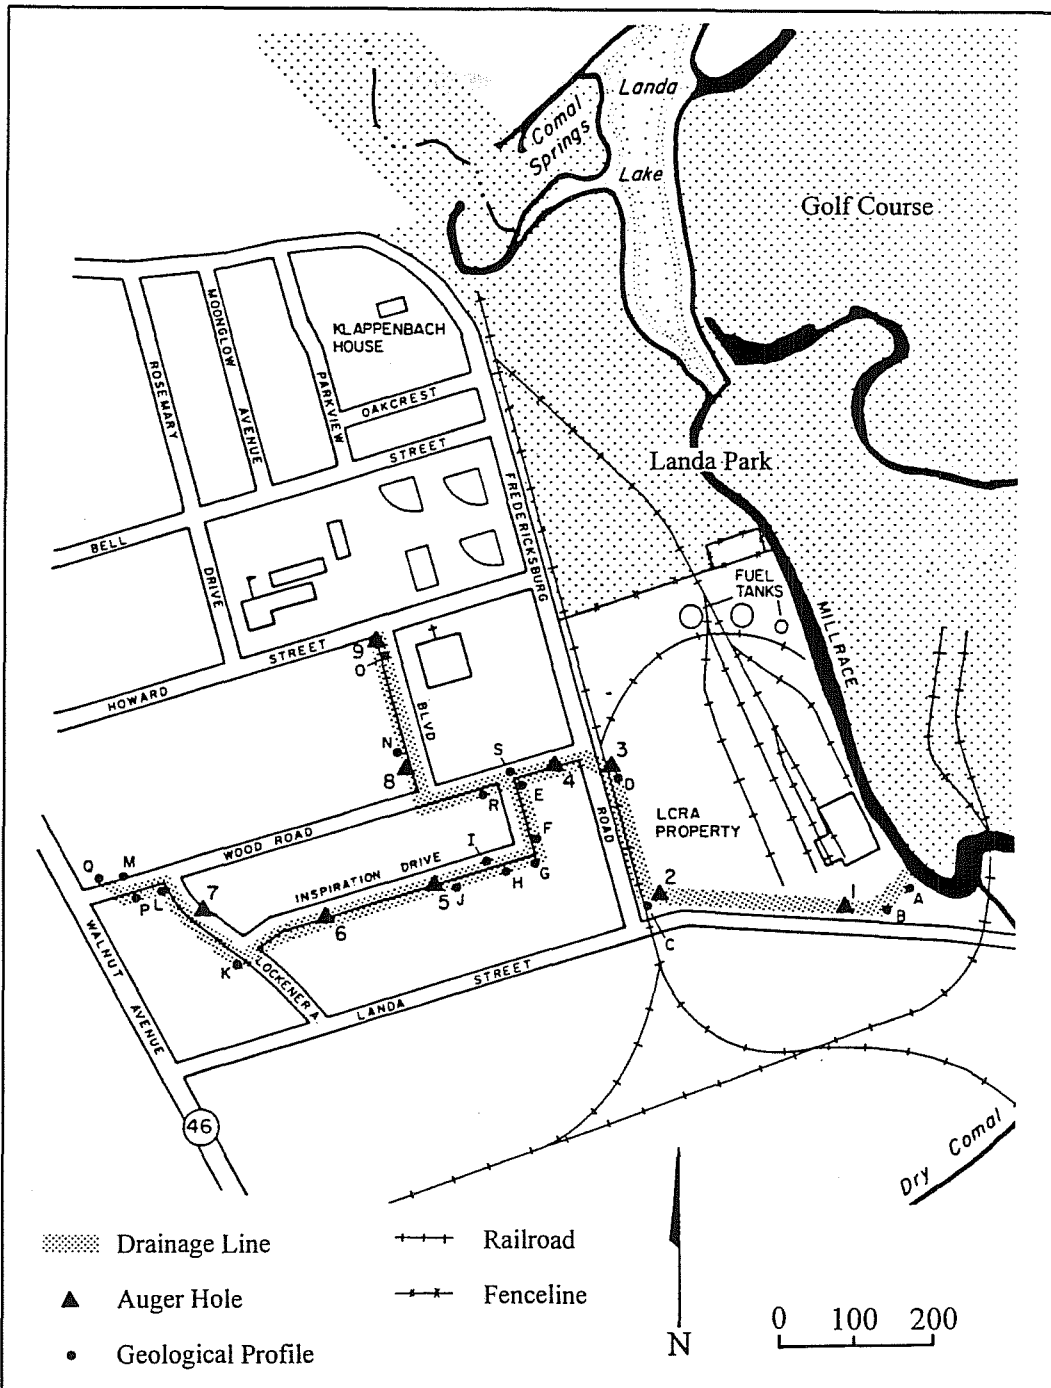 Landa
Lake
Comal
Springs
Golf Course
KLAPPENBACH
HOUSE
MOONGLOW
AVENUE
ROSEMARY
DRIVE
PARKVIEW
OAKCREST
BELL
STREET
FREDERICKSBURG
ROAD
Landa Park
FUEL
TANKS
MILLRACE
HOWARD
STREET
9
O
BLVD
N
8
S
4
3
D
E
R
LCRA
PROPERTY
WOOD ROAD
F
I
G
H
INSPIRATION DRIVE
Q
M
P
L
7
5
J
6
2
1
A
B
C
K
LOCKENER A.
WALNUT
AVENUE
LANDA
STREET
46
Dry Comal
Drainage Line
Auger Hole
Geological Profile
Railroad
Fenceline
N
0 100 200